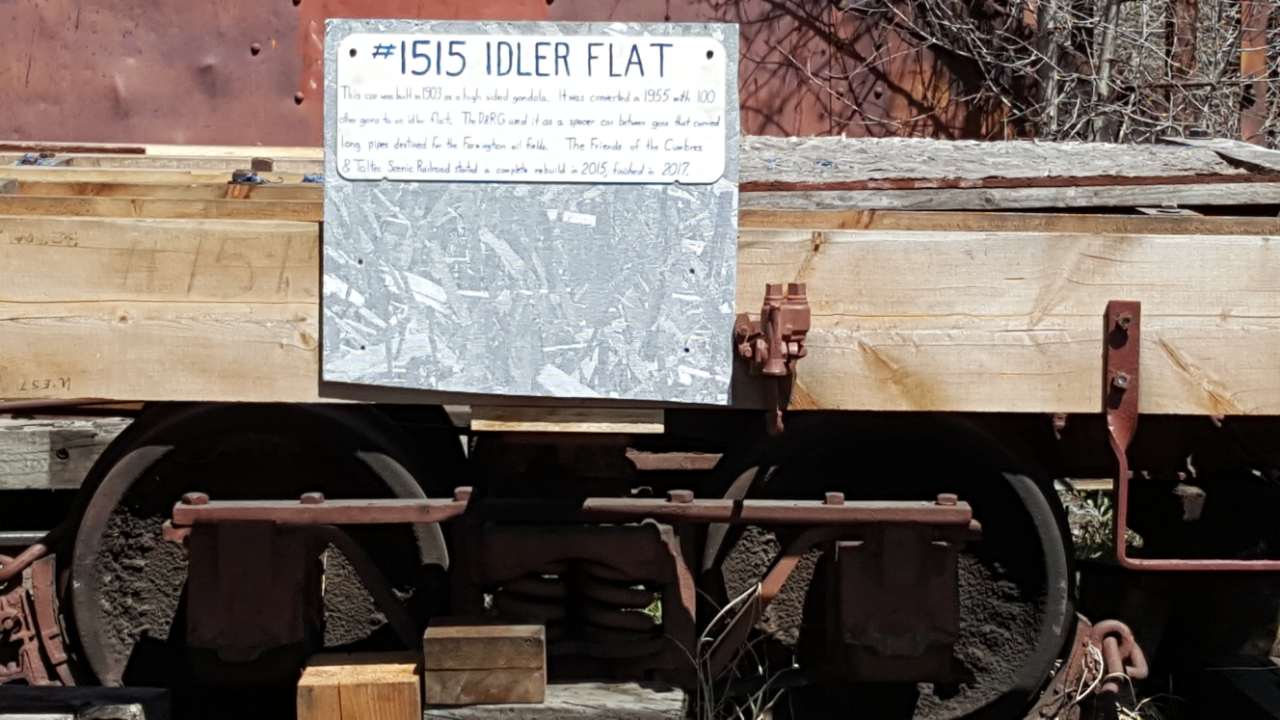 #1515 IDLER FLAT
This car was built in 1903 as a high sided gondola. It was converted in 1955 with 100
other gons to an idler flat. The D&RG used it as a spacer car between gons that carried
long pipes destined for the Farmington oil fields. The Friends of the Cumbres
& Toltec Scenic Railroad started a complete rebuild in 2015, finished in 2017.
# 151